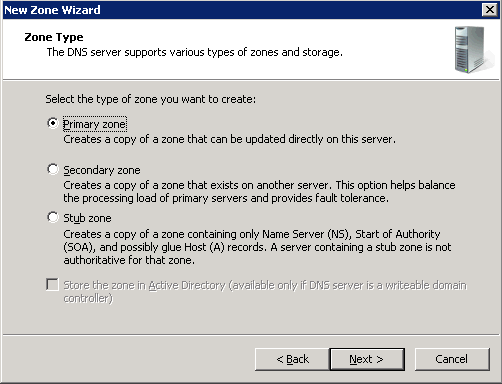 New Zone Wizard
Zone Type
The DNS server supports various types of zones and storage.
Select the type of zone you want to create:
Primary zone
Creates a copy of a zone that can be updated directly on this server.
Secondary zone
Creates a copy of a zone that exists on another server. This option helps balance
the processing load of primary servers and provides fault tolerance.
Stub zone
Creates a copy of a zone containing only Name Server (NS), Start of Authority
(SOA), and possibly glue Host (A) records. A server containing a stub zone is not
authoritative for that zone.
Store the zone in Active Directory (available only if DNS server is a writeable domain
controller)
< Back
Next >
Cancel